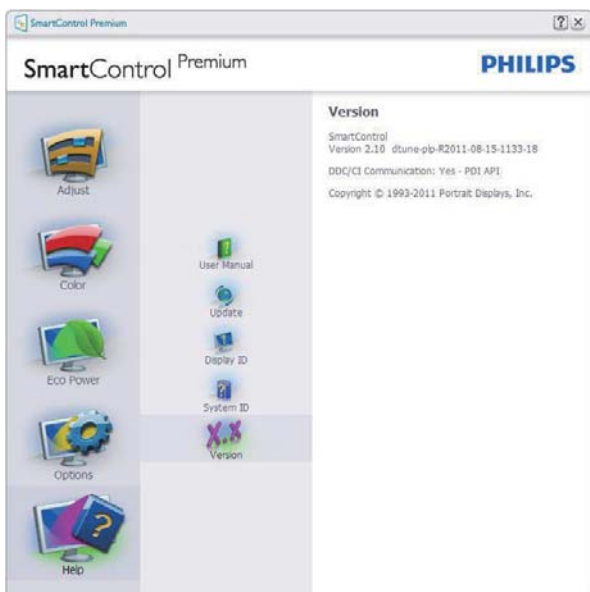 SmartControl Premium
? ×
SmartControl Premium
PHILIPS
Adjust
Color
Eco Power
Options
Help
User Manual
Update
Display ID
System ID
X.X
Version
Version
SmartControl
Version 2.10 dtune-plp-R2011-08-15-1133-18
DDC/CI Communication: Yes - PDI API
Copyright © 1993-2011 Portrait Displays, Inc.